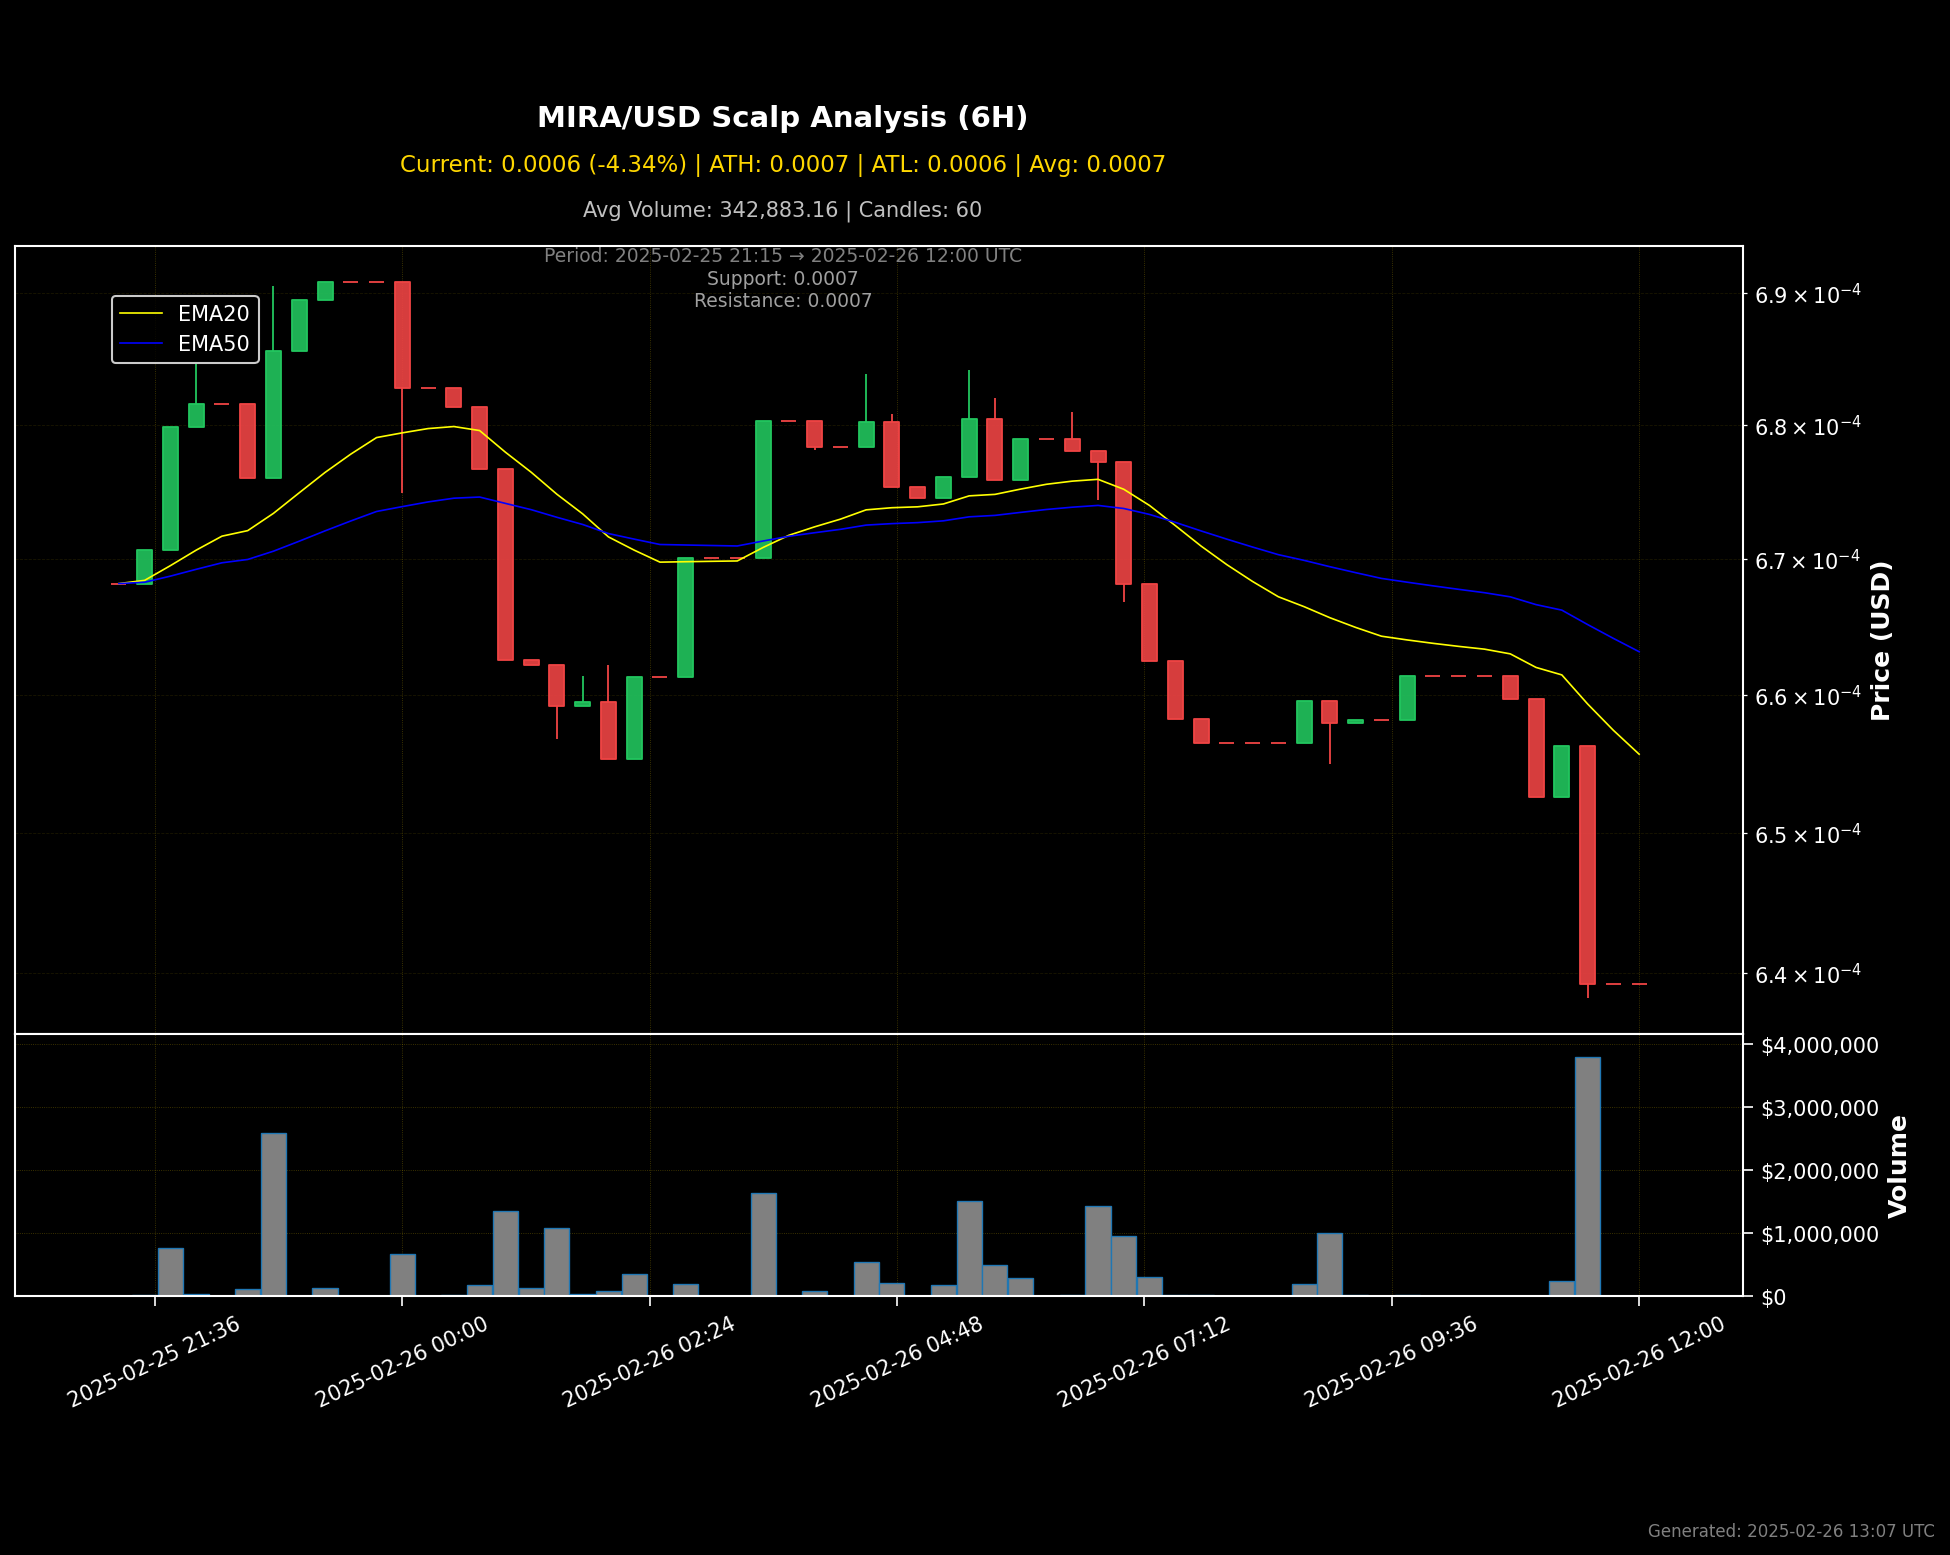 MIRA/USD Scalp Analysis (6H)
Current: 0.0006 (-4.34%) | ATH: 0.0007 | ATL: 0.0006 | Avg: 0.0007
Avg Volume: 342,883.16 | Candles: 60
Period: 2025-02-25 21:15 → 2025-02-26 12:00 UTC
Support: 0.0007
Resistance: 0.0007
EMA20
EMA50
6.9 × 10⁻⁴
6.8 × 10⁻⁴
6.7 × 10⁻⁴
6.6 × 10⁻⁴
6.5 × 10⁻⁴
6.4 × 10⁻⁴
Price (USD)
$4,000,000
$3,000,000
$2,000,000
$1,000,000
$0
Volume
2025-02-25 21:36
2025-02-26 00:00
2025-02-26 02:24
2025-02-26 04:48
2025-02-26 07:12
2025-02-26 09:36
2025-02-26 12:00
Generated: 2025-02-26 13:07 UTC